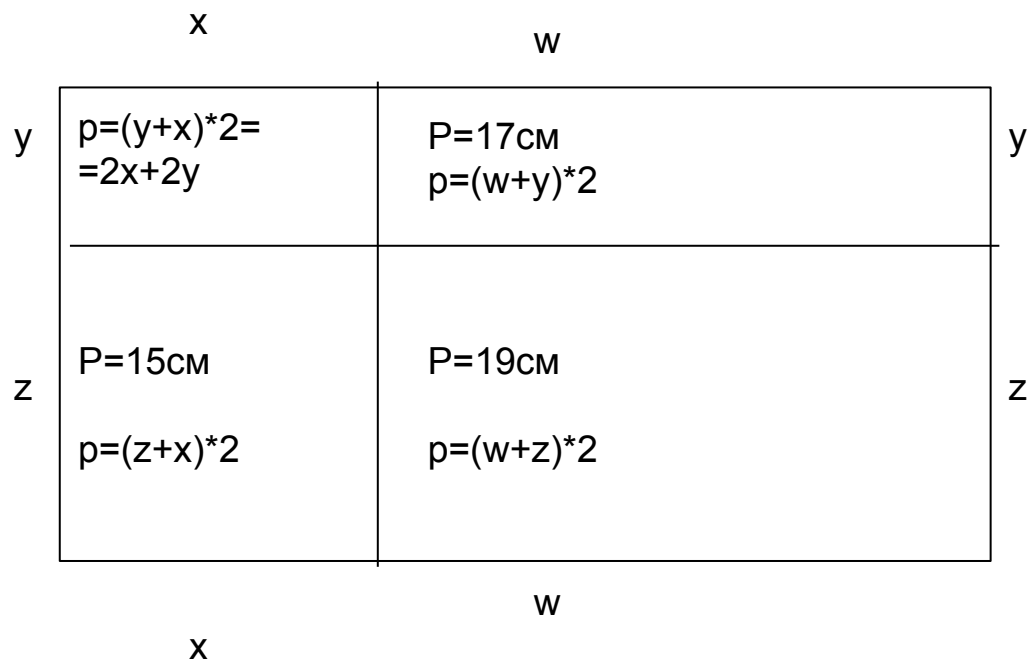 x
w
y
p=(y+x)*2=
=2x+2y
P=17см
p=(w+y)*2
y
z
P=15см
p=(z+x)*2
P=19см
p=(w+z)*2
z
w
x